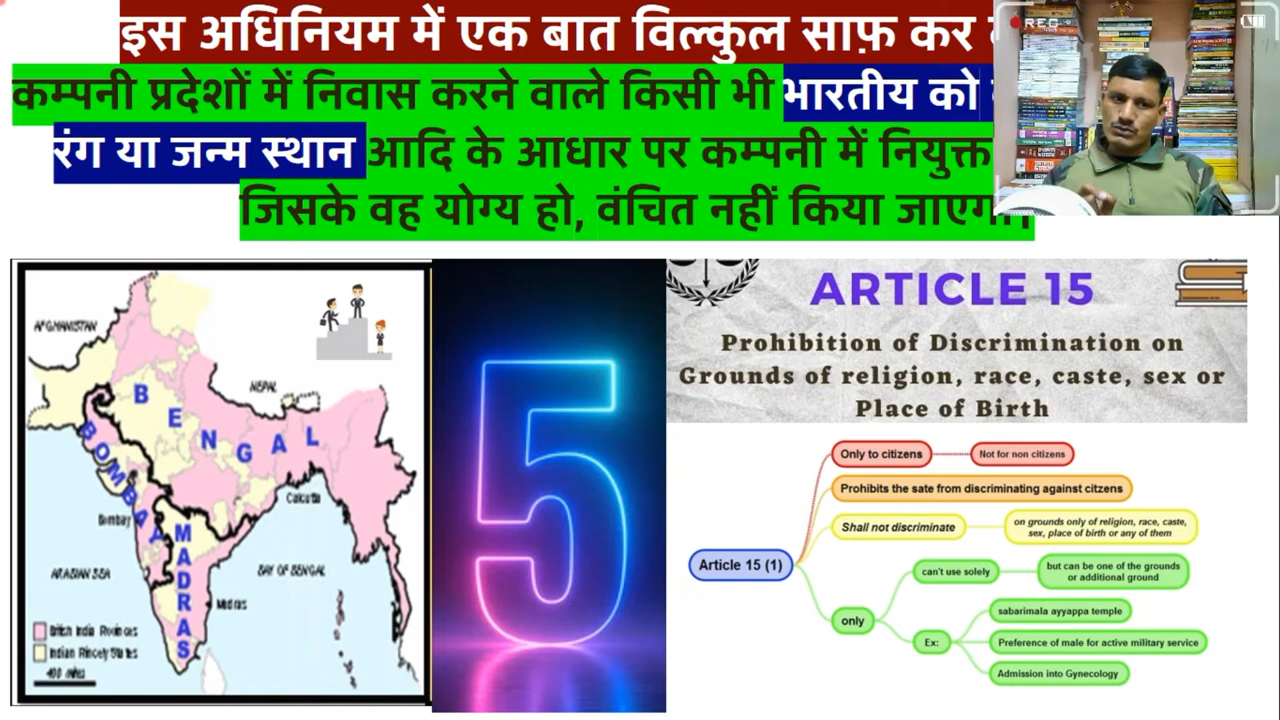 इस अधिनियम में एक बात विल्कुल साफ़ कर
कम्पनी प्रदेशों में निवास करने वाले किसी भी भारतीय को
रंग या जन्म स्थान आदि के आधार पर कम्पनी में नियुक्त
जिसके वह योग्य हो, वंचित नहीं किया जाएगा।
REC
AFGHANISTAN
NEPAL
BENGAL
BOMBAY
MADRAS
Calcutta
Bombay
ARABIAN SEA
BAY OF BENGAL
Madras
British India Provinces
Indian Princely States
400 miles
5
ARTICLE 15
Prohibition of Discrimination on
Grounds of religion, race, caste, sex or
Place of Birth
Only to citizens
Not for non citizens
Prohibits the sate from discriminating against citzens
Shall not discriminate
on grounds only of religion, race, caste,
sex, place of birth or any of them
Article 15 (1)
can't use solely
but can be one of the grounds
or additional ground
only
Ex:
sabarimala ayyappa temple
Preference of male for active military service
Admission into Gynecology